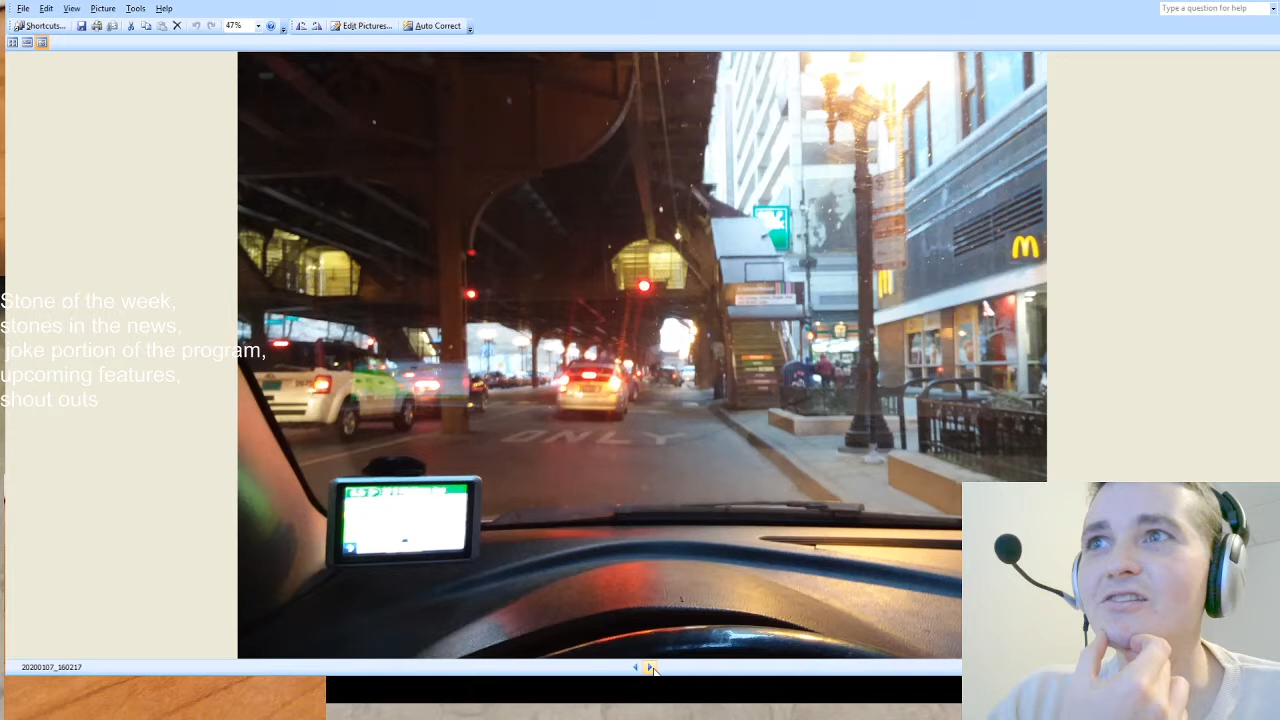 File Edit View Picture Tools Help
Type a question for help
Shortcuts... 47% Edit Pictures... Auto Correct
Stone of the week,
stones in the news,
joke portion of the program,
upcoming features,
shout outs
ONLY
20200107_160217